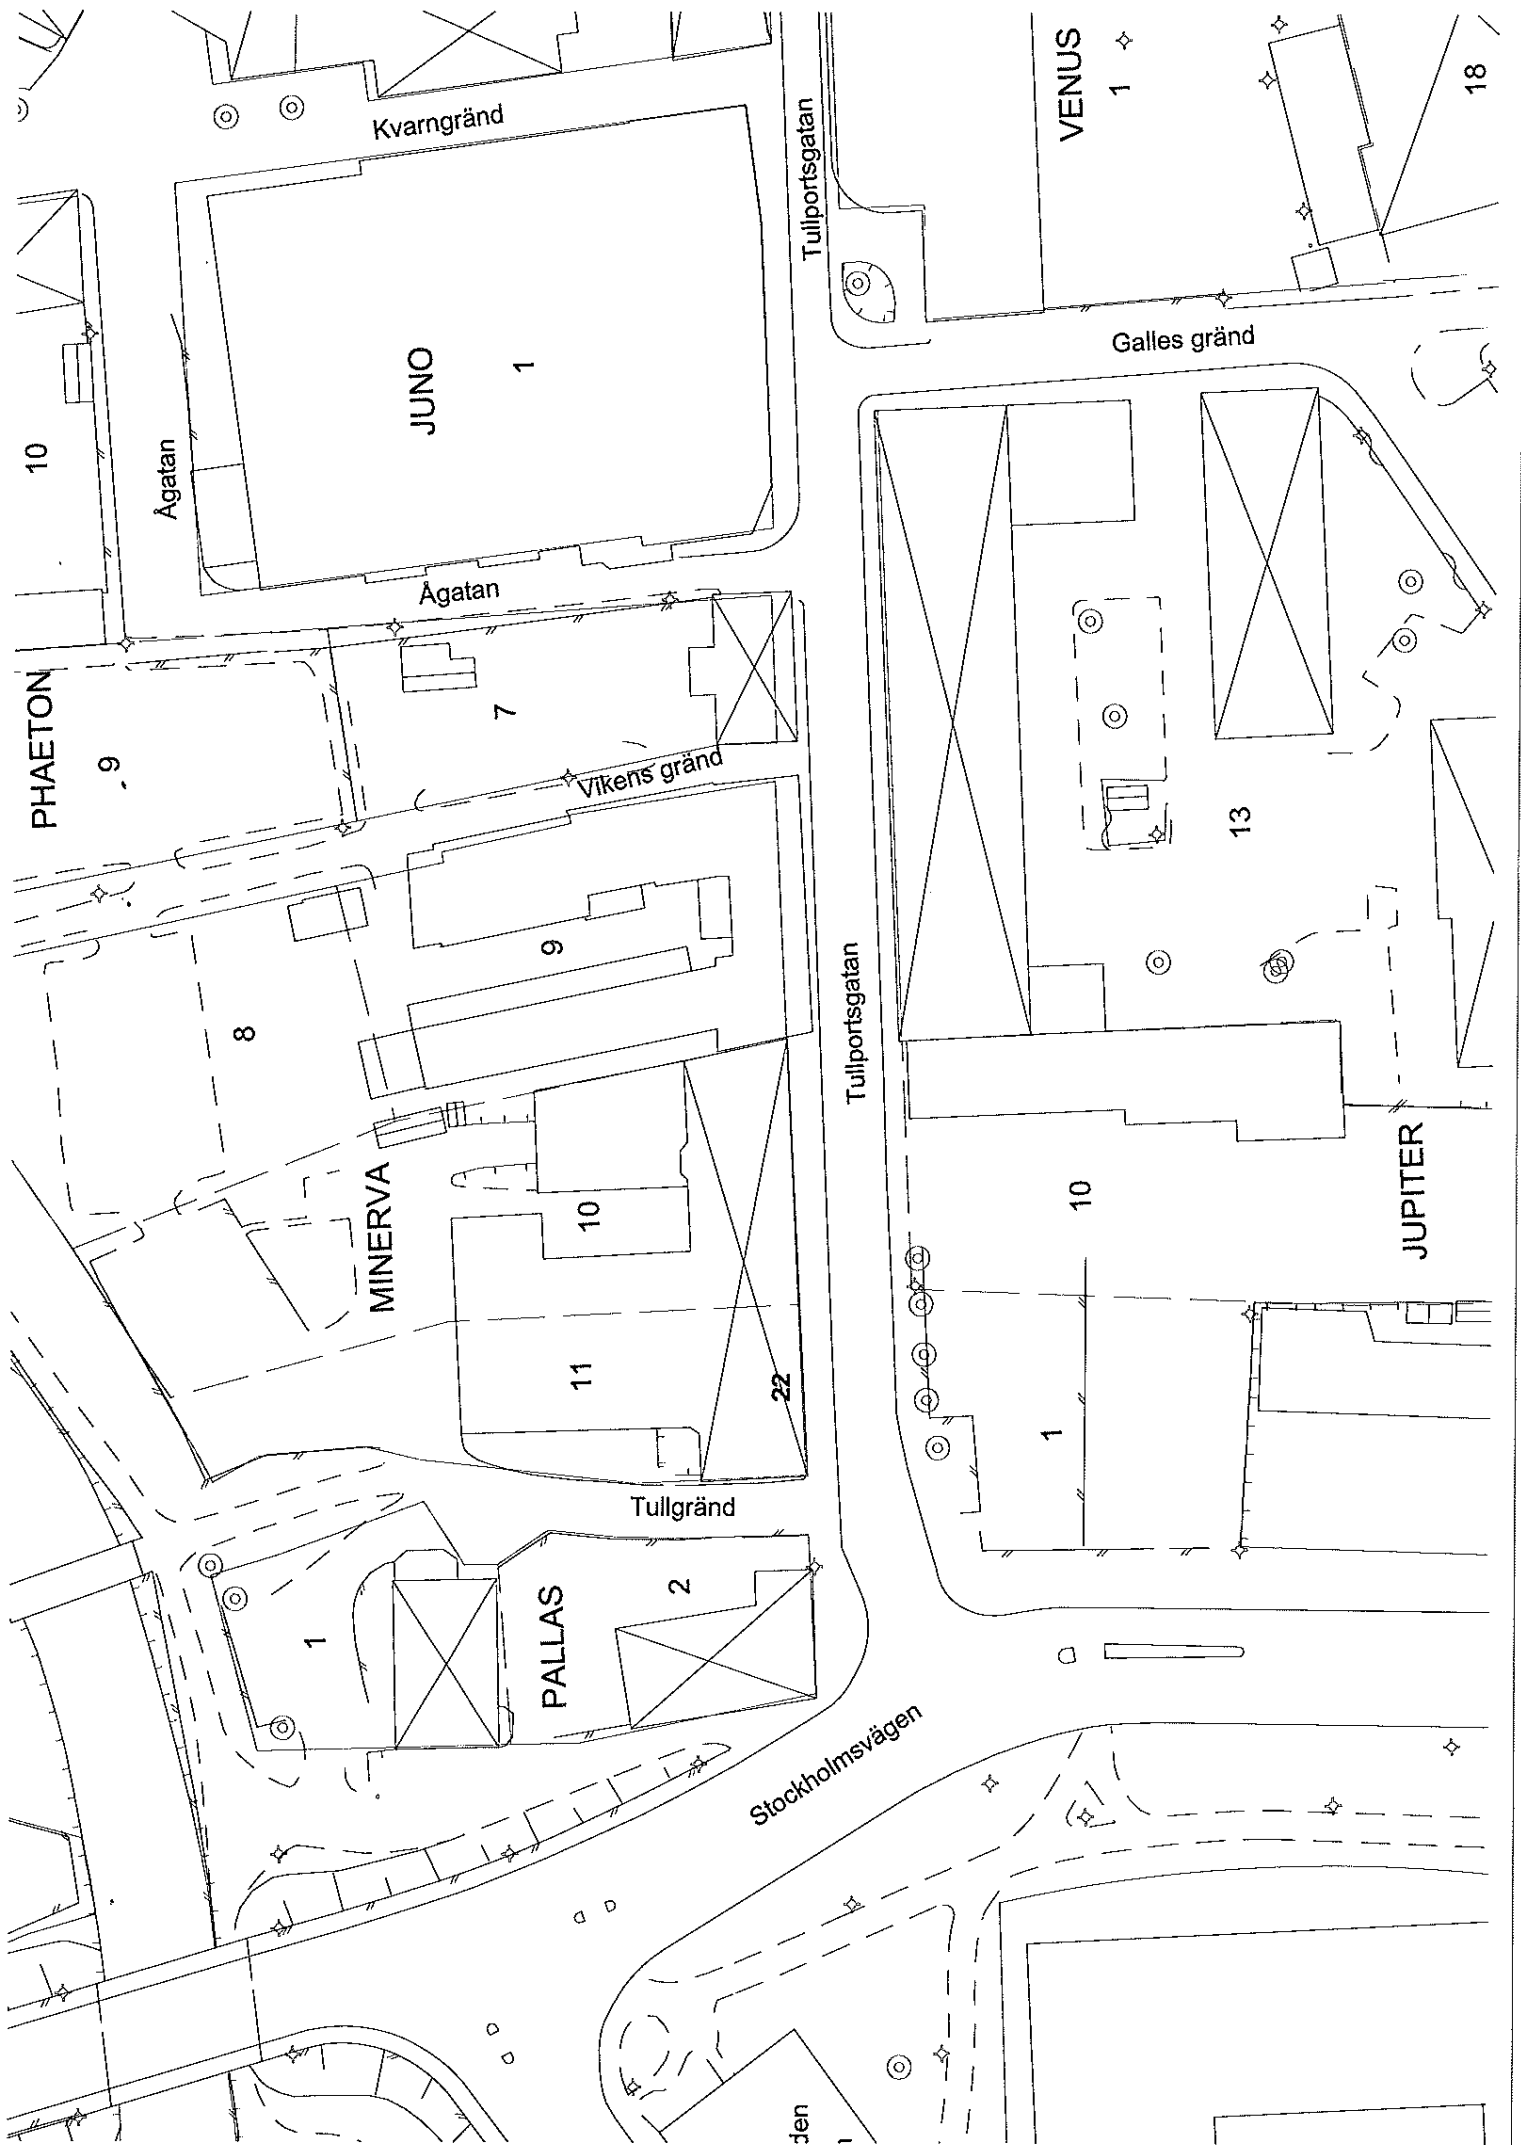 Kvarngränd
Tullportsgatan
VENUS
1
18
JUNO
1
Galles gränd
10
Ågatan
Ågatan
PHAETON
9
7
Vikens gränd
13
9
8
Tullportsgatan
MINERVA
10
10
JUPITER
11
22
1
Tullgränd
2
1
PALLAS
Stockholmsvägen
den